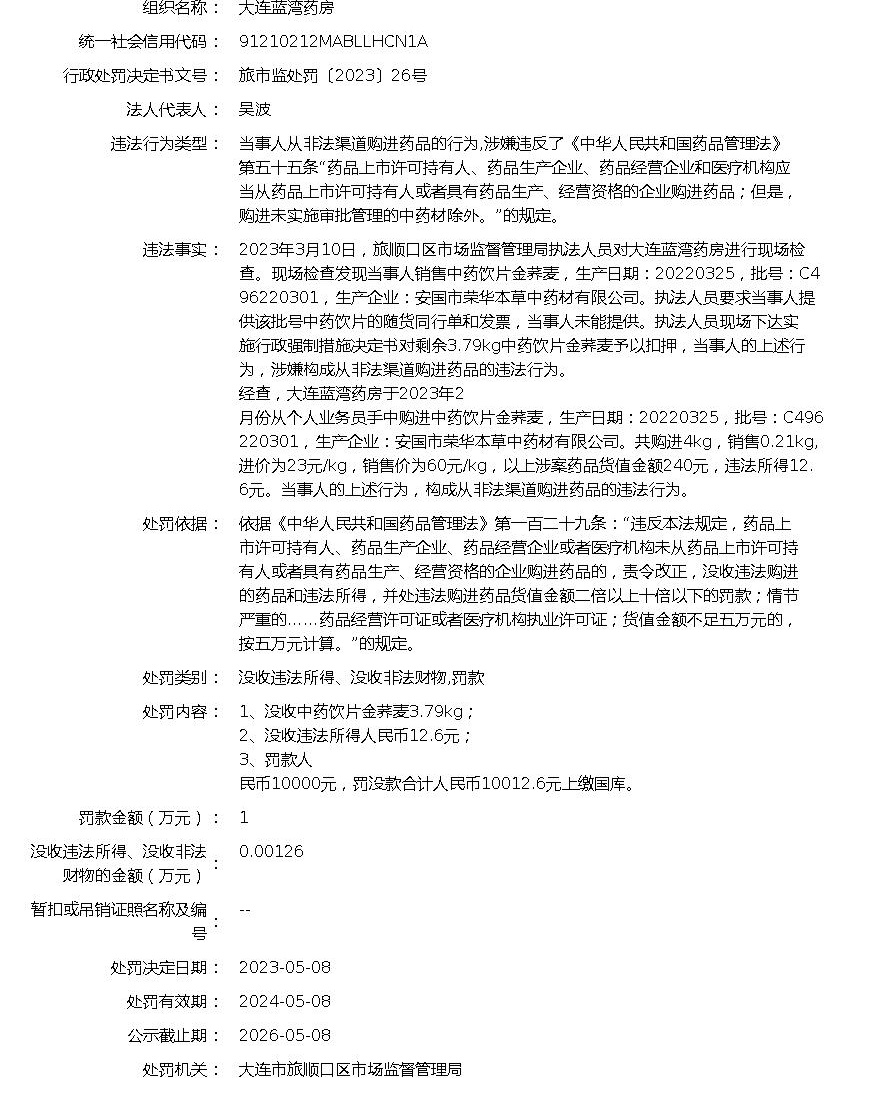 组织名称： 大连蓝湾药房
统一社会信用代码： 91210212MABLLHCN1A
行政处罚决定书文号： 旅市监处罚〔2023〕26号
法人代表人： 吴波
违法行为类型： 当事人从非法渠道购进药品的行为,涉嫌违反了《中华人民共和国药品管理法》
第五十五条“药品上市许可持有人、药品生产企业、药品经营企业和医疗机构应
当从药品上市许可持有人或者具有药品生产、经营资格的企业购进药品；但是，
购进未实施审批管理的中药材除外。”的规定。
违法事实： 2023年3月10日，旅顺口区市场监督管理局执法人员对大连蓝湾药房进行现场检
查。现场检查发现当事人销售中药饮片金荞麦，生产日期：20220325，批号：C4
96220301，生产企业：安国市荣华本草中药材有限公司。执法人员要求当事人提
供该批号中药饮片的随货同行单和发票，当事人未能提供。执法人员现场下达实
施行政强制措施决定书对剩余3.79kg中药饮片金荞麦予以扣押，当事人的上述行
为，涉嫌构成从非法渠道购进药品的违法行为。
经查，大连蓝湾药房于2023年2
月份从个人业务员手中购进中药饮片金荞麦，生产日期：20220325，批号：C496
220301，生产企业：安国市荣华本草中药材有限公司。共购进4kg，销售0.21kg,
进价为23元/kg，销售价为60元/kg，以上涉案药品货值金额240元，违法所得12.
6元。当事人的上述行为，构成从非法渠道购进药品的违法行为。
处罚依据： 依据《中华人民共和国药品管理法》第一百二十九条：“违反本法规定，药品上
市许可持有人、药品生产企业、药品经营企业或者医疗机构未从药品上市许可持
有人或者具有药品生产、经营资格的企业购进药品的，责令改正，没收违法购进
的药品和违法所得，并处违法购进药品货值金额二倍以上十倍以下的罚款；情节
严重的……药品经营许可证或者医疗机构执业许可证；货值金额不足五万元的，
按五万元计算。”的规定。
处罚类别： 没收违法所得、没收非法财物,罚款
处罚内容： 1、没收中药饮片金荞麦3.79kg；
2、没收违法所得人民币12.6元；
3、罚款人
民币10000元，罚没款合计人民币10012.6元上缴国库。
罚款金额（万元）： 1
没收违法所得、没收非法
财物的金额（万元）： 0.00126
暂扣或吊销证照名称及编
号： --
处罚决定日期： 2023-05-08
处罚有效期： 2024-05-08
公示截止期： 2026-05-08
处罚机关： 大连市旅顺口区市场监督管理局